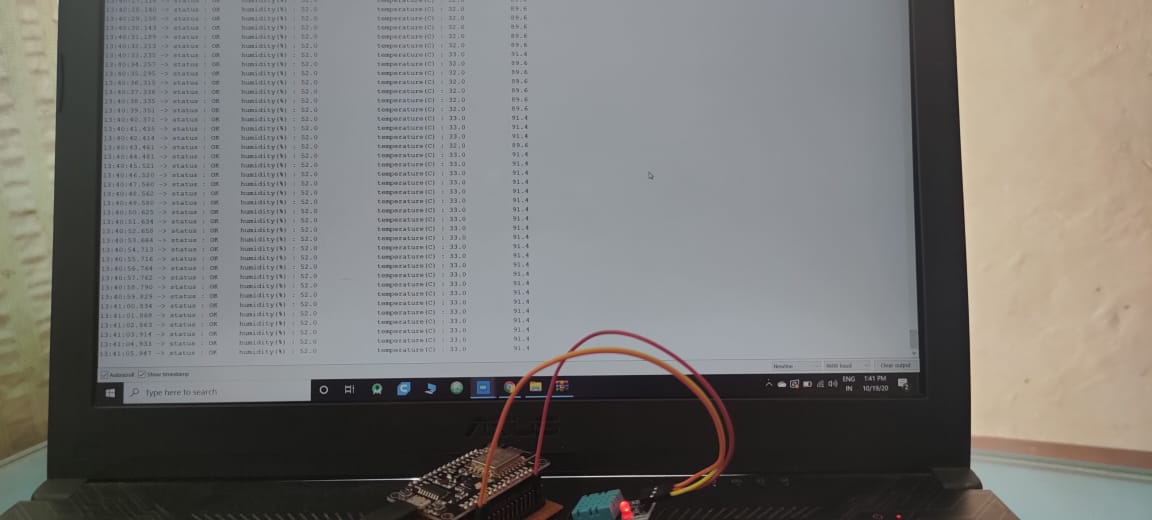 13:40:28.140 -> status : OK humidity(%) : 52.0 temperature(C) : 32.0 89.6
13:40:29.158 -> status : OK humidity(%) : 52.0 temperature(C) : 32.0 89.6
13:40:30.143 -> status : OK humidity(%) : 52.0 temperature(C) : 32.0 89.6
13:40:31.189 -> status : OK humidity(%) : 52.0 temperature(C) : 32.0 89.6
13:40:32.213 -> status : OK humidity(%) : 52.0 temperature(C) : 32.0 89.6
13:40:33.235 -> status : OK humidity(%) : 52.0 temperature(C) : 33.0 91.4
13:40:34.257 -> status : OK humidity(%) : 52.0 temperature(C) : 32.0 89.6
13:40:35.295 -> status : OK humidity(%) : 52.0 temperature(C) : 32.0 89.6
13:40:36.315 -> status : OK humidity(%) : 52.0 temperature(C) : 32.0 89.6
13:40:37.336 -> status : OK humidity(%) : 52.0 temperature(C) : 32.0 89.6
13:40:38.335 -> status : OK humidity(%) : 52.0 temperature(C) : 32.0 89.6
13:40:39.351 -> status : OK humidity(%) : 52.0 temperature(C) : 32.0 89.6
13:40:40.371 -> status : OK humidity(%) : 52.0 temperature(C) : 33.0 91.4
13:40:41.435 -> status : OK humidity(%) : 52.0 temperature(C) : 33.0 91.4
13:40:42.414 -> status : OK humidity(%) : 52.0 temperature(C) : 33.0 91.4
13:40:43.461 -> status : OK humidity(%) : 52.0 temperature(C) : 32.0 89.6
13:40:44.481 -> status : OK humidity(%) : 52.0 temperature(C) : 33.0 91.4
13:40:45.521 -> status : OK humidity(%) : 52.0 temperature(C) : 33.0 91.4
13:40:46.520 -> status : OK humidity(%) : 52.0 temperature(C) : 33.0 91.4
13:40:47.560 -> status : OK humidity(%) : 52.0 temperature(C) : 33.0 91.4
13:40:48.562 -> status : OK humidity(%) : 52.0 temperature(C) : 33.0 91.4
13:40:49.580 -> status : OK humidity(%) : 52.0 temperature(C) : 33.0 91.4
13:40:50.625 -> status : OK humidity(%) : 52.0 temperature(C) : 33.0 91.4
13:40:51.634 -> status : OK humidity(%) : 52.0 temperature(C) : 33.0 91.4
13:40:52.658 -> status : OK humidity(%) : 52.0 temperature(C) : 33.0 91.4
13:40:53.664 -> status : OK humidity(%) : 52.0 temperature(C) : 33.0 91.4
13:40:54.713 -> status : OK humidity(%) : 52.0 temperature(C) : 33.0 91.4
13:40:55.716 -> status : OK humidity(%) : 52.0 temperature(C) : 33.0 91.4
13:40:56.764 -> status : OK humidity(%) : 52.0 temperature(C) : 33.0 91.4
13:40:57.762 -> status : OK humidity(%) : 52.0 temperature(C) : 33.0 91.4
13:40:58.790 -> status : OK humidity(%) : 52.0 temperature(C) : 33.0 91.4
13:40:59.829 -> status : OK humidity(%) : 52.0 temperature(C) : 33.0 91.4
13:41:00.834 -> status : OK humidity(%) : 52.0 temperature(C) : 33.0 91.4
13:41:01.868 -> status : OK humidity(%) : 52.0 temperature(C) : 33.0 91.4
13:41:02.863 -> status : OK humidity(%) : 52.0 temperature(C) : 33.0 91.4
13:41:03.914 -> status : OK humidity(%) : 52.0 temperature(C) : 33.0 91.4
13:41:04.933 -> status : OK humidity(%) : 52.0 temperature(C) : 33.0 91.4
13:41:05.947 -> status : OK humidity(%) : 52.0 temperature(C) : 33.0 91.4
Autoscroll Show timestamp Newline 9600 baud Clear output
Type here to search ENG 1:41 PM
IN 10/19/20
ASUS